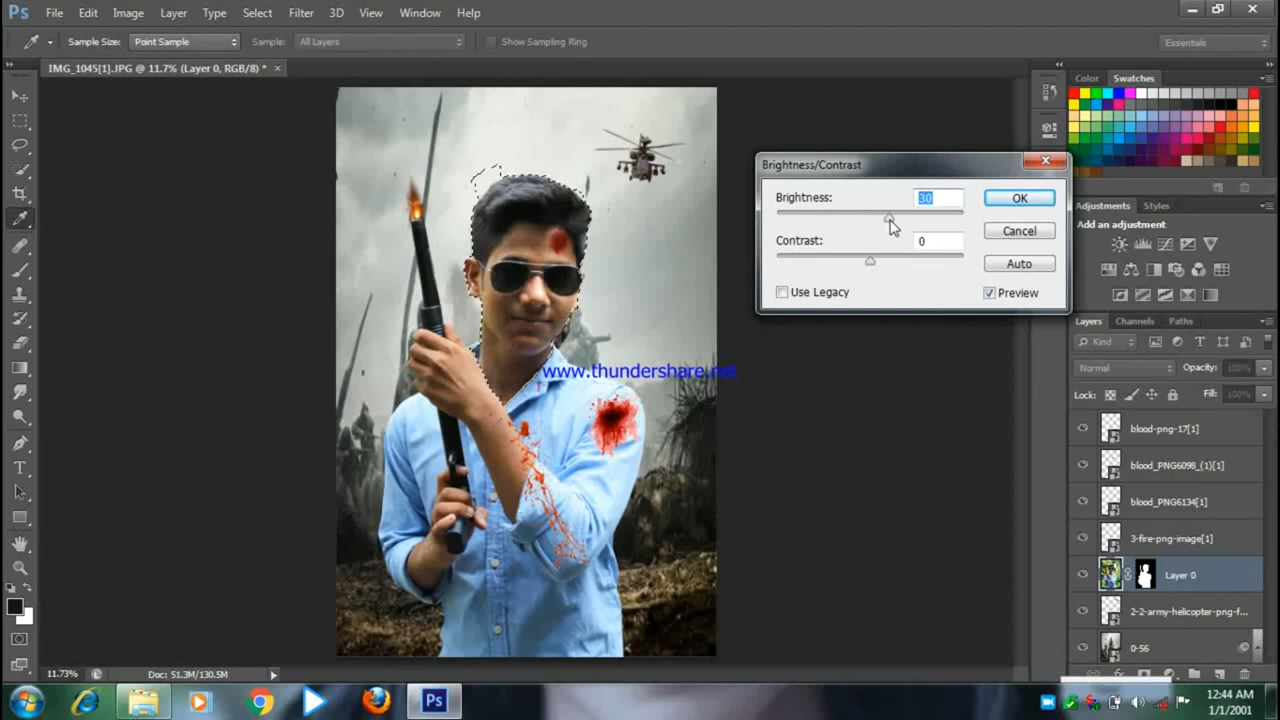 Ps File Edit Image Layer Type Select Filter 3D View Window Help
Sample Size: Point Sample Sample: All Layers Show Sampling Ring Essentials
IMG_1045[1].JPG @ 11.7% (Layer 0, RGB/8) * ×
Color Swatches
Brightness/Contrast
Brightness: 30 OK
Cancel
Contrast: 0
Auto
Use Legacy Preview
Adjustments Styles
Add an adjustment
Layers Channels Paths
Kind
Normal Opacity: 100%
Lock: Fill: 100%
blood-png-17[1]
blood_PNG6098_(1)[1]
blood_PNG6134[1]
3-fire-png-image[1]
Layer 0
2-2-army-helicopter-png-f...
0-56
www.thundershare.net
T
11.73% Doc: 51.3M/130.5M
Ps
12:44 AM
1/1/2001